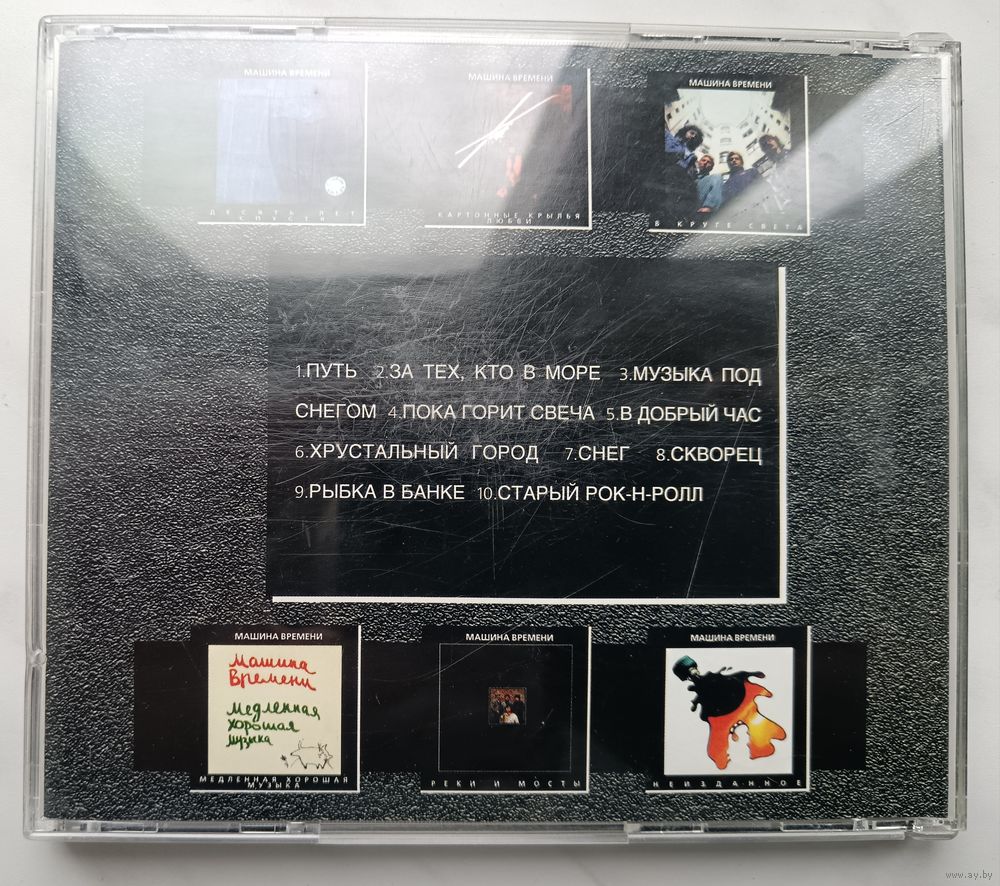 МАШИНА ВРЕМЕНИ
МАШИНА ВРЕМЕНИ
МАШИНА ВРЕМЕНИ
ДЕСЯТЬ ЛЕТ
СПУСТЯ
КАРТОННЫЕ КРЫЛЬЯ
ЛЮБВИ
В КРУГЕ СВЕТА
1.ПУТЬ 2.ЗА ТЕХ, КТО В МОРЕ 3.МУЗЫКА ПОД
СНЕГОМ 4.ПОКА ГОРИТ СВЕЧА 5.В ДОБРЫЙ ЧАС
6.ХРУСТАЛЬНЫЙ ГОРОД 7.СНЕГ 8.СКВОРЕЦ
9.РЫБКА В БАНКЕ 10.СТАРЫЙ РОК-Н-РОЛЛ
МАШИНА ВРЕМЕНИ
Машина
Времени
Медленная
хорошая
музыка
МЕДЛЕННАЯ ХОРОШАЯ
МУЗЫКА
МАШИНА ВРЕМЕНИ
РЕКИ И МОСТЫ
МАШИНА ВРЕМЕНИ
НЕИЗДАННОЕ
www.ay.by